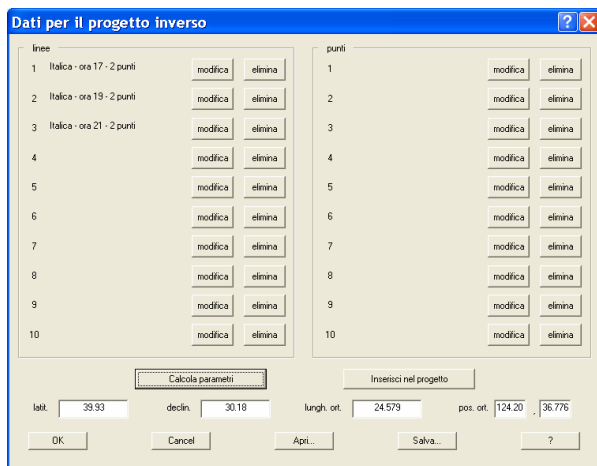 Dati per il progetto inverso
linee
1 Italica - ora 17 - 2 punti modifica elimina
2 Italica - ora 19 - 2 punti modifica elimina
3 Italica - ora 21 - 2 punti modifica elimina
4 modifica elimina
5 modifica elimina
6 modifica elimina
7 modifica elimina
8 modifica elimina
9 modifica elimina
10 modifica elimina
punti
1 modifica elimina
2 modifica elimina
3 modifica elimina
4 modifica elimina
5 modifica elimina
6 modifica elimina
7 modifica elimina
8 modifica elimina
9 modifica elimina
10 modifica elimina
Calcola parametri Inserisci nel progetto
latit. 39.93 declin. 30.18 lungh. ort. 24.579 pos. ort. 124.20 , 36.776
OK Cancel Apri... Salva... ?